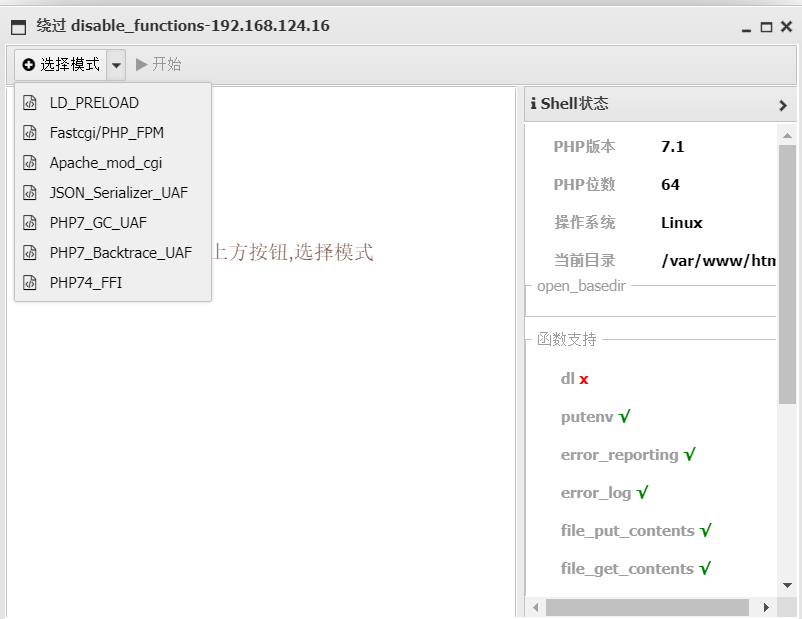 绕过 disable_functions-192.168.124.16
选择模式
开始
LD_PRELOAD
Fastcgi/PHP_FPM
Apache_mod_cgi
JSON_Serializer_UAF
PHP7_GC_UAF
PHP7_Backtrace_UAF
PHP74_FFI
上方按钮,选择模式
Shell状态
PHP版本 7.1
PHP位数 64
操作系统 Linux
当前目录 /var/www/htm
open_basedir
函数支持
dl x
putenv √
error_reporting √
error_log √
file_put_contents √
file_get_contents √